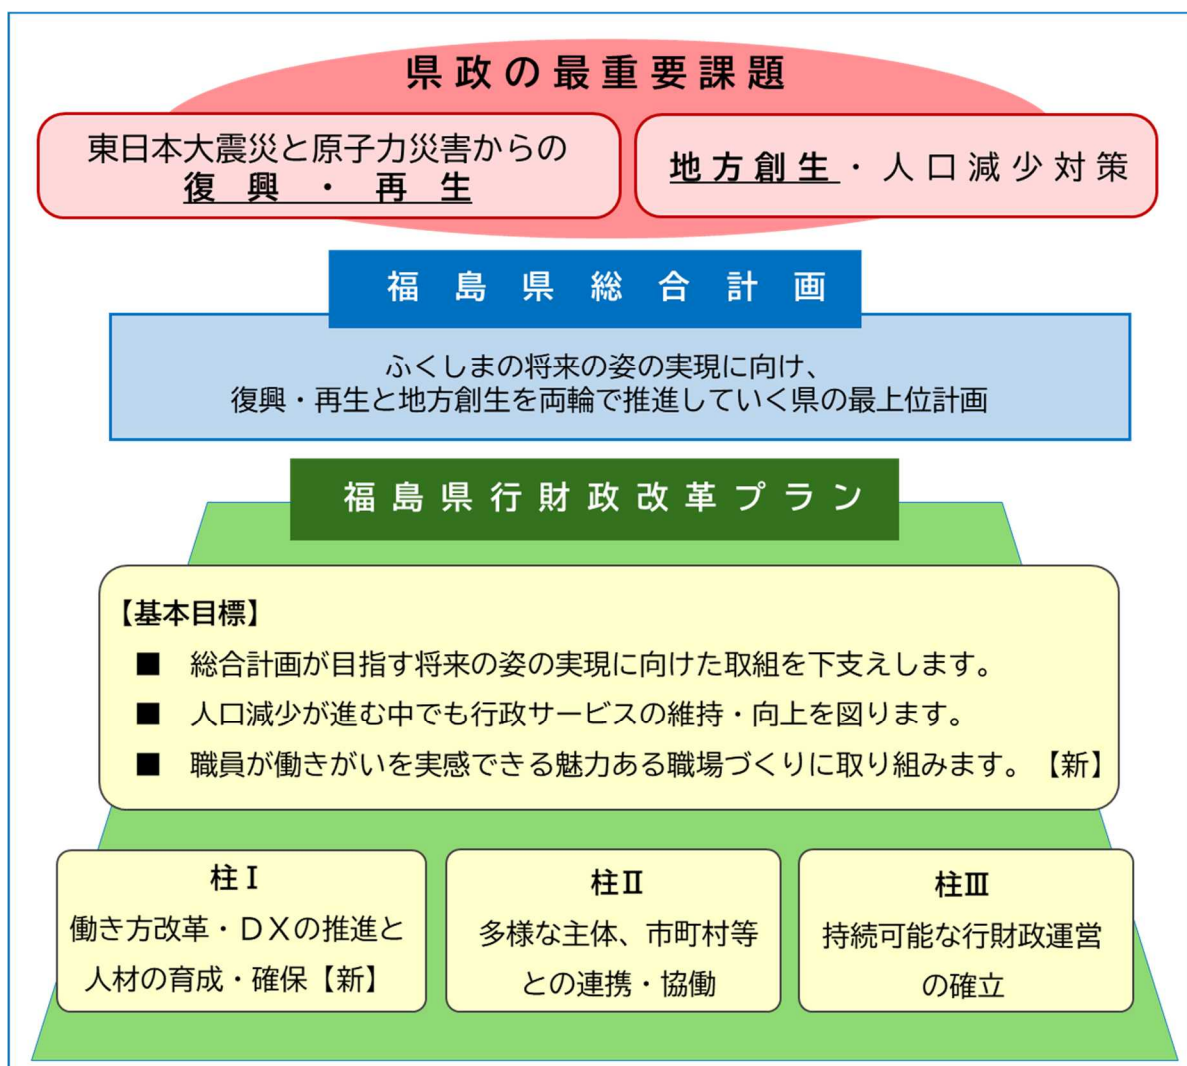 県政の最重要課題
東日本大震災と原子力災害からの
復興・再生
地方創生・人口減少対策
福島県総合計画
ふくしまの将来の姿の実現に向け、
復興・再生と地方創生を両輪で推進していく県の最上位計画
福島県行財政改革プラン
【基本目標】
■ 総合計画が目指す将来の姿の実現に向けた取組を下支えします。
■ 人口減少が進む中でも行政サービスの維持・向上を図ります。
■ 職員が働きがいを実感できる魅力ある職場づくりに取り組みます。【新】
柱Ⅰ
働き方改革・ＤＸの推進と
人材の育成・確保【新】
柱Ⅱ
多様な主体、市町村等
との連携・協働
柱Ⅲ
持続可能な行財政運営
の確立